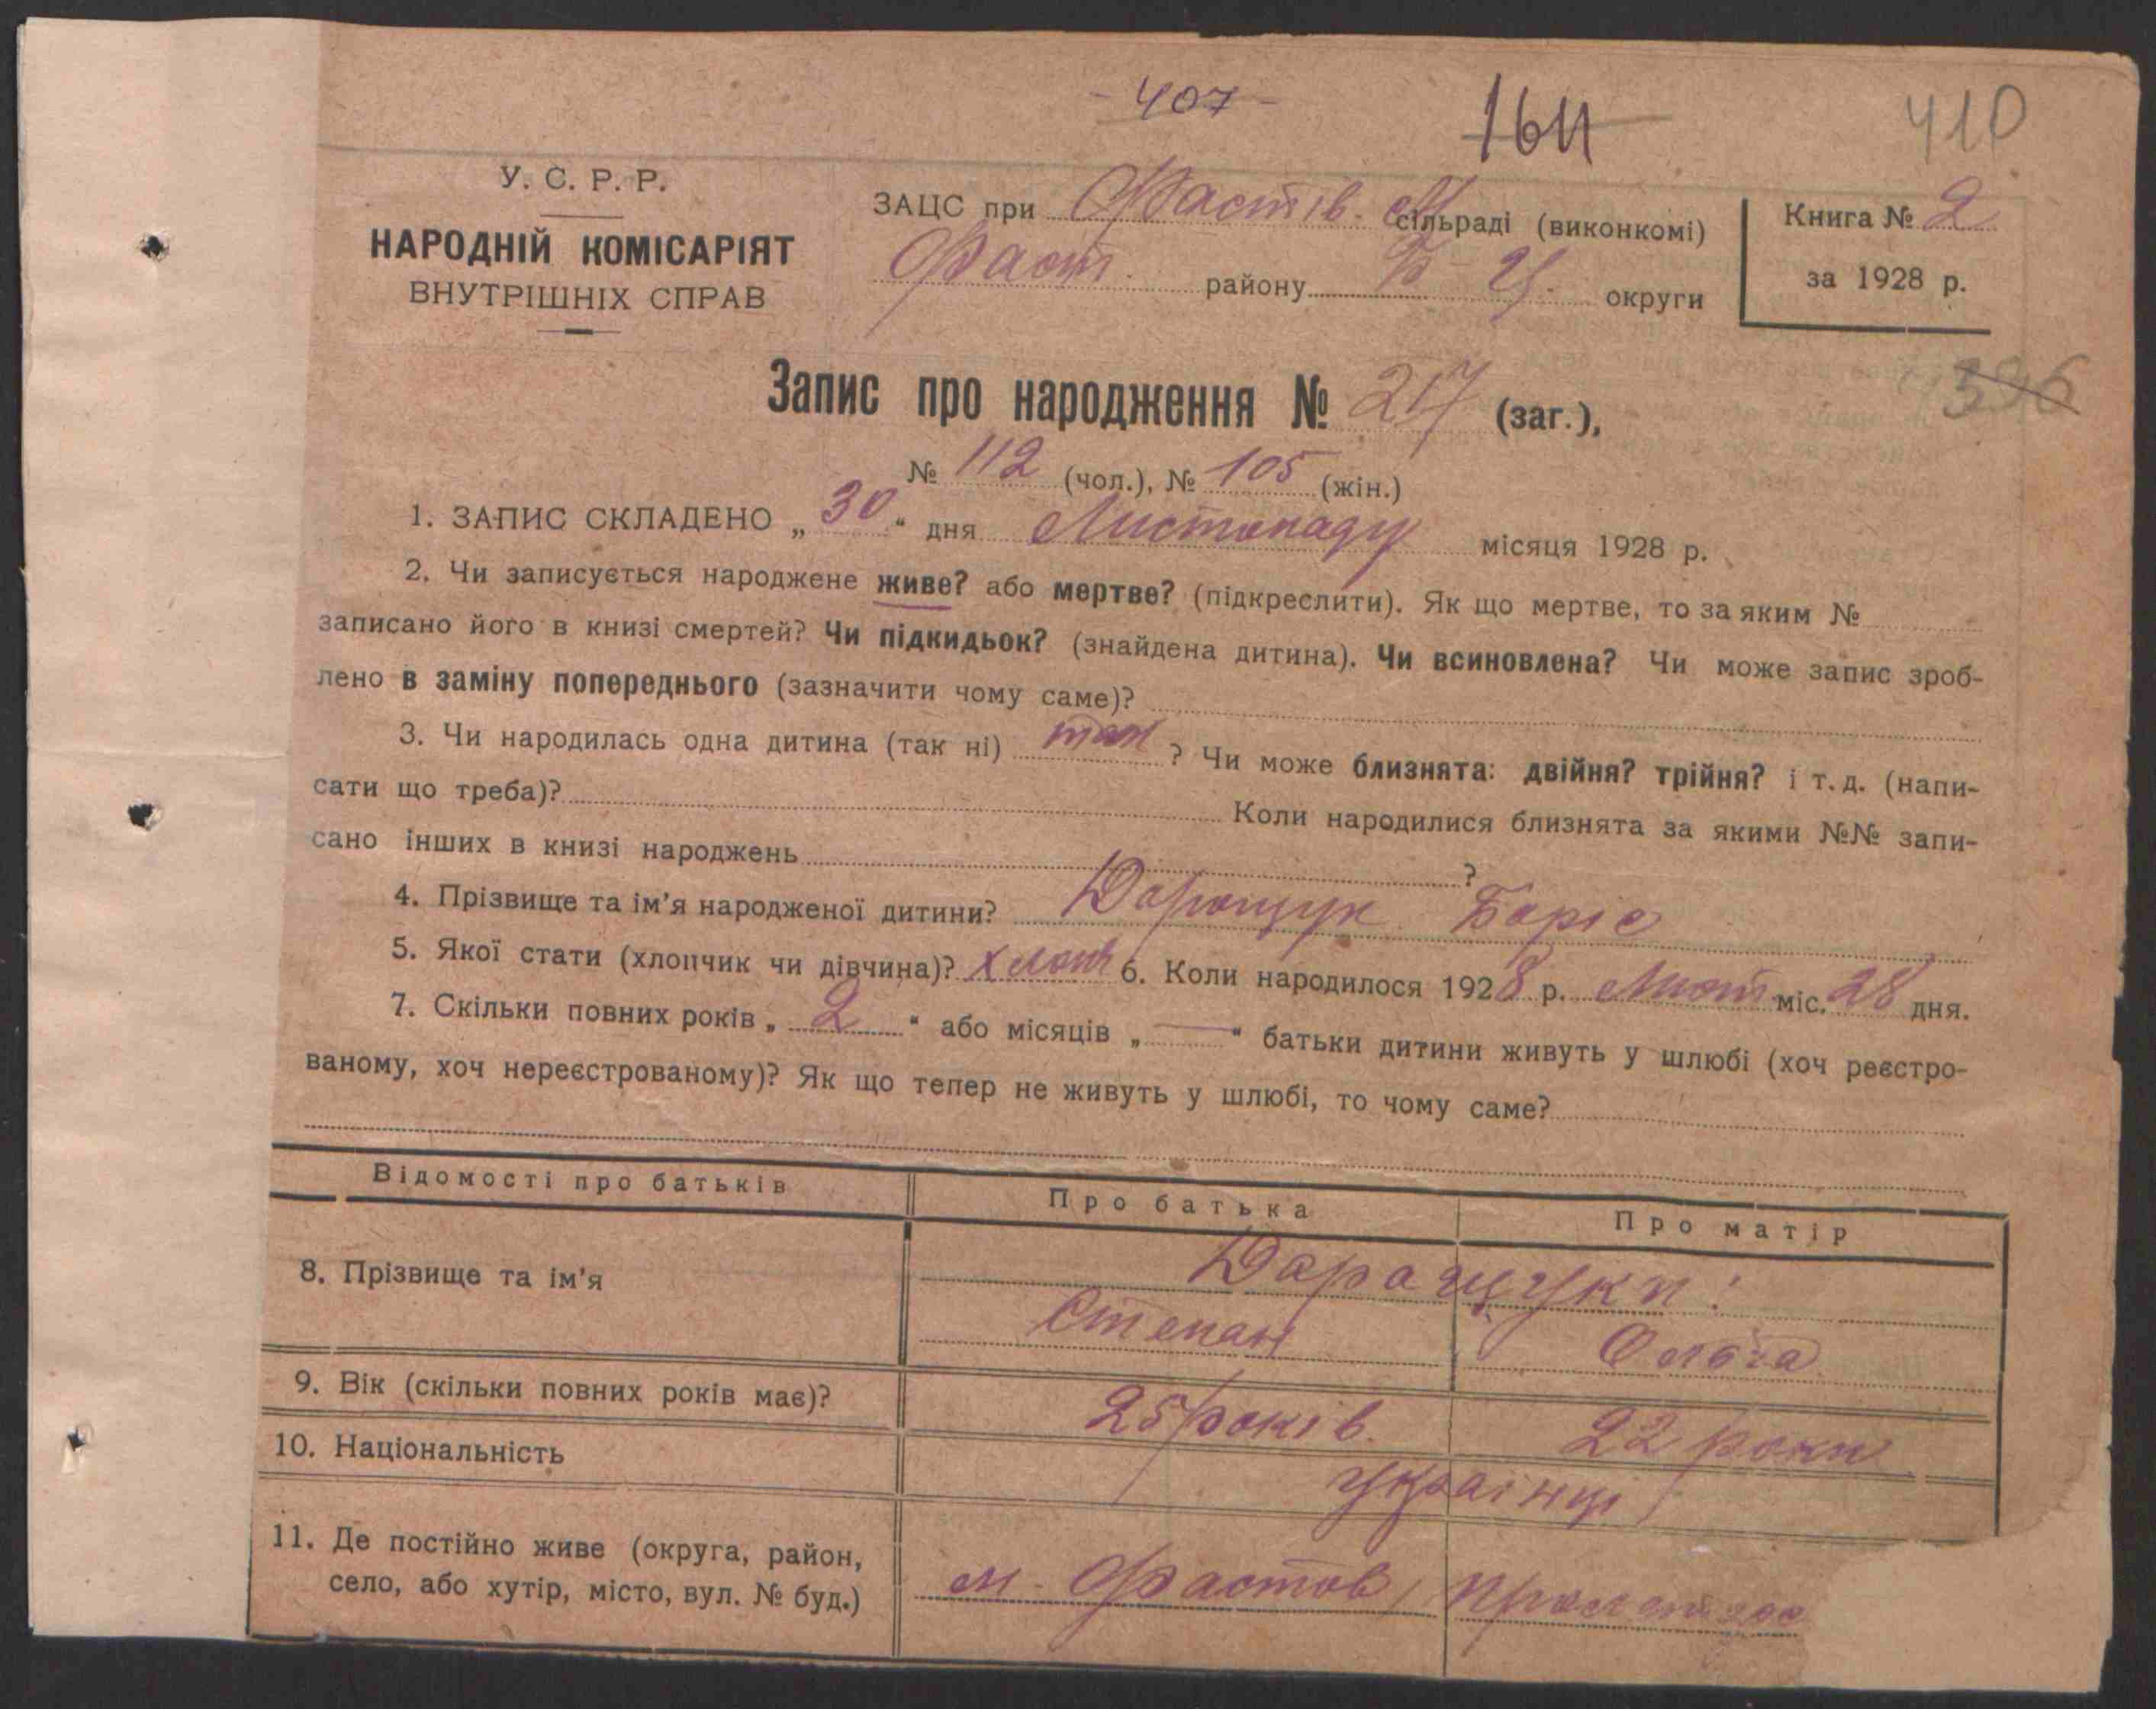 - 407 -
164
410
У. С. Р. Р.
НАРОДНІЙ КОМІСАРІЯТ
ВНУТРІШНІХ СПРАВ
ЗАЦС при Фастів. М сільраді (виконкомі)
Фаст. району Б Ц. округи
Книга № 2
за 1928 р.
396
Запис про народження № 217 (заг.),
№ 112 (чол.), № 105 (жін.)
1. ЗАПИС СКЛАДЕНО „ 30 “ дня Листопаду місяця 1928 р.
2. Чи записується народжене живе? або мертве? (підкреслити). Як що мертве, то за яким №
записано його в книзі смертей? Чи підкидьок? (знайдена дитина). Чи всиновлена? Чи може запис зроб-
лено в заміну попереднього (зазначити чому саме)?
3. Чи народилась одна дитина (так ні) так ? Чи може близнята: двійня? трійня? і т. д. (напи-
сати що треба)? Коли народилися близнята за якими №№ запи-
сано інших в книзі народжень ?
4. Прізвище та ім’я народженої дитини? Дорощук Боріс
5. Якої стати (хлопчик чи дівчина)? хлопч 6. Коли народилося 1928 р. Лют міс. 28 дня.
7. Скільки повних років „ 2 “ або місяців „ — “ батьки дитини живуть у шлюбі (хоч реєстро-
ваному, хоч нереєстрованому)? Як що тепер не живуть у шлюбі, то чому саме?
Відомості про батьків
Про батька
Про матір
8. Прізвище та ім’я
Даращуки:
Степан
Ольга
9. Вік (скільки повних років має)?
25 років.
22 роки
10. Національність
українці
11. Де постійно живе (округа, район,
село, або хутір, місто, вул. № буд.)
м. Фастов,